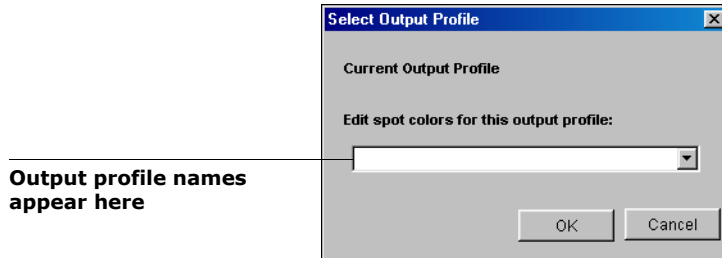 Select Output Profile
Current Output Profile
Edit spot colors for this output profile:
Output profile names
appear here
OK
Cancel